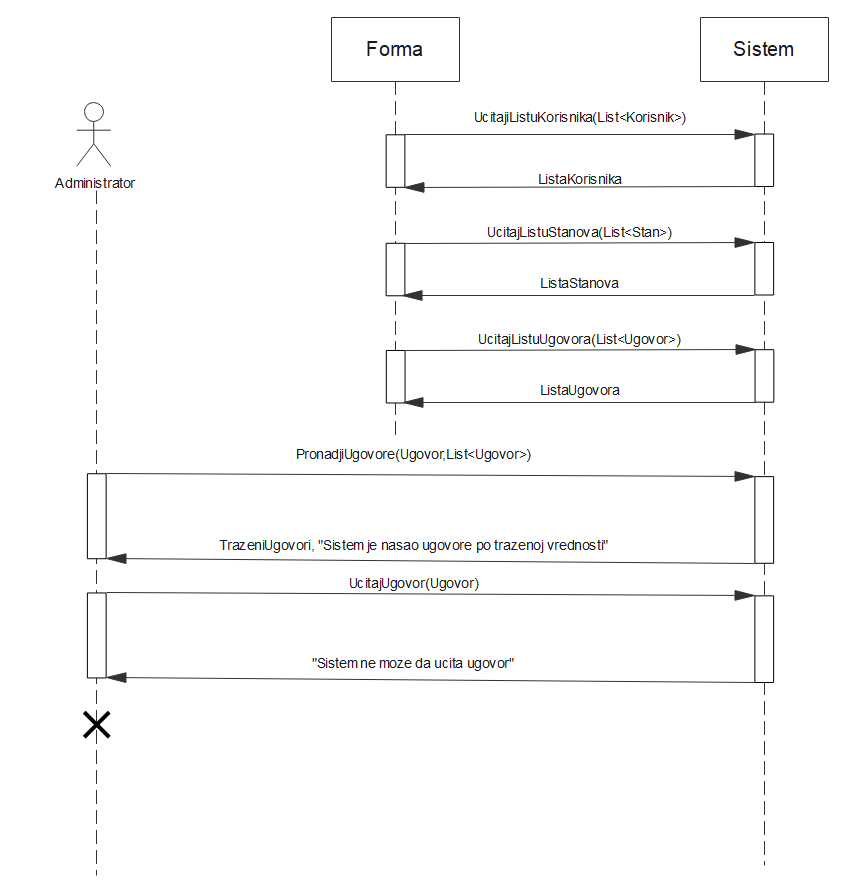 Forma
Sistem
Administrator
UcitajiListuKorisnika(List<Korisnik>)
ListaKorisnika
UcitajListuStanova(List<Stan>)
ListaStanova
UcitajListuUgovora(List<Ugovor>)
ListaUgovora
PronadjiUgovore(Ugovor,List<Ugovor>)
TrazeniUgovori, "Sistem je nasao ugovore po trazenoj vrednosti"
UcitajUgovor(Ugovor)
"Sistem ne moze da ucita ugovor"